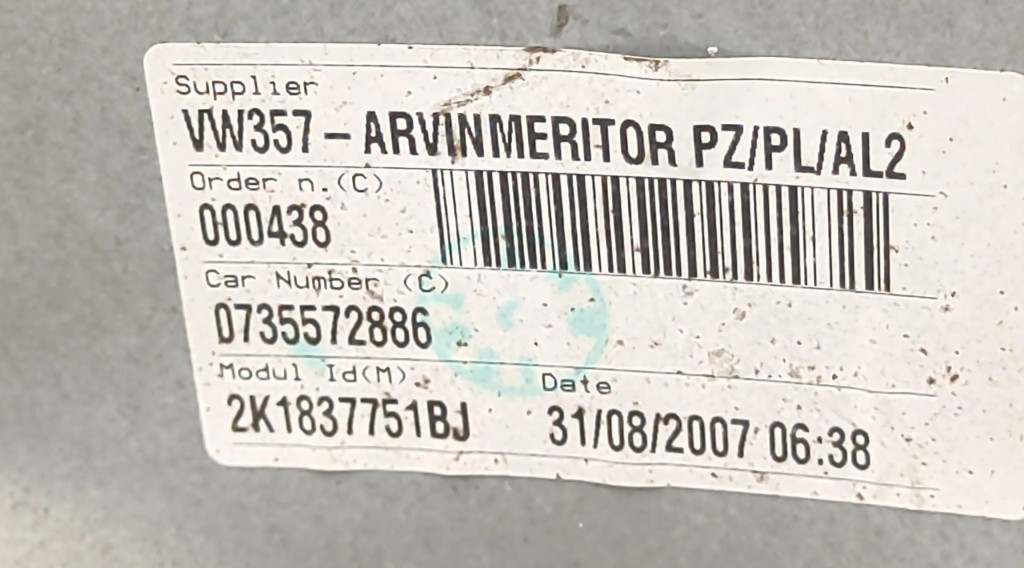 Supplier
VW357 - ARVINMERITOR PZ/PL/AL2
Order n.(C)
000438
Car Number (C)
0735572886
Modul Id(M) Date
2K1837751BJ 31/08/2007 06:38